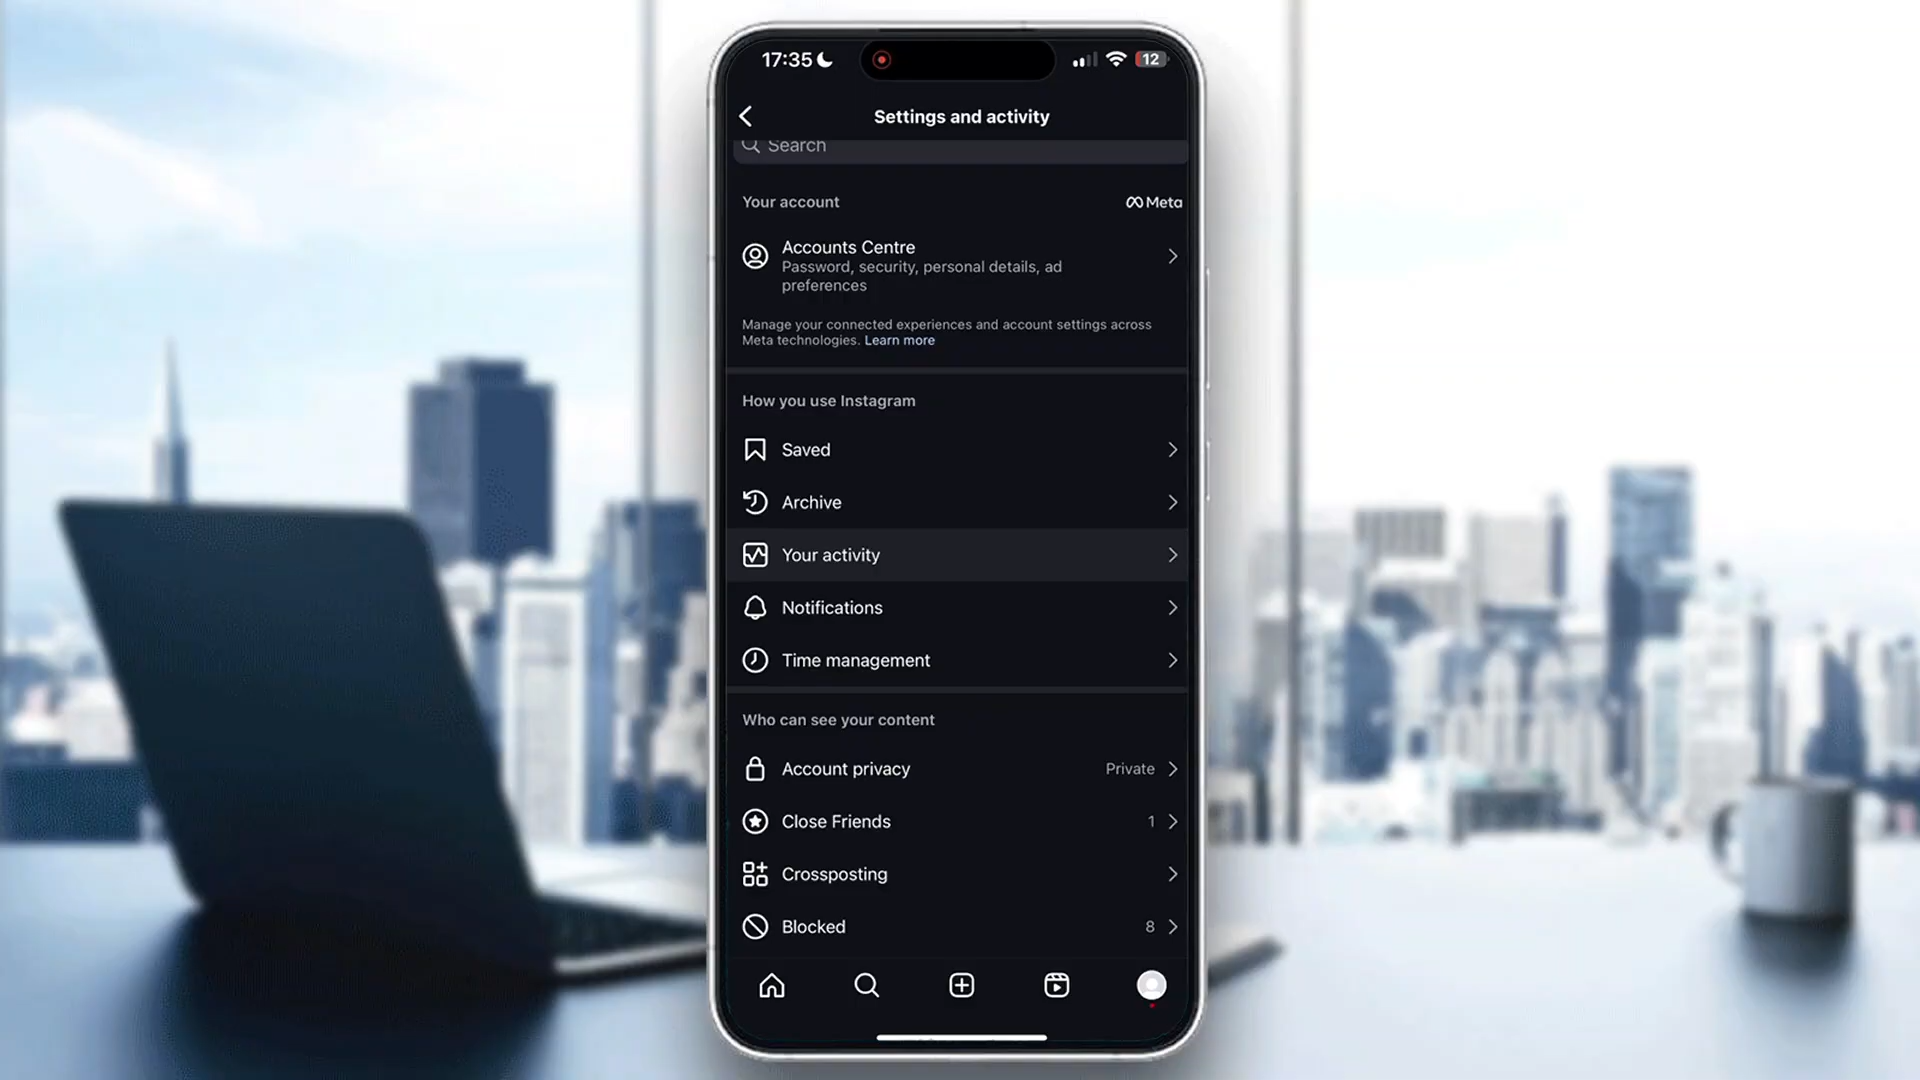 17:35
12
Settings and activity
Search
Your account
Meta
Accounts Centre
Password, security, personal details, ad
preferences
Manage your connected experiences and account settings across
Meta technologies. Learn more
How you use Instagram
Saved
Archive
Your activity
Notifications
Time management
Who can see your content
Account privacy Private
Close Friends 1
Crossposting
Blocked 8